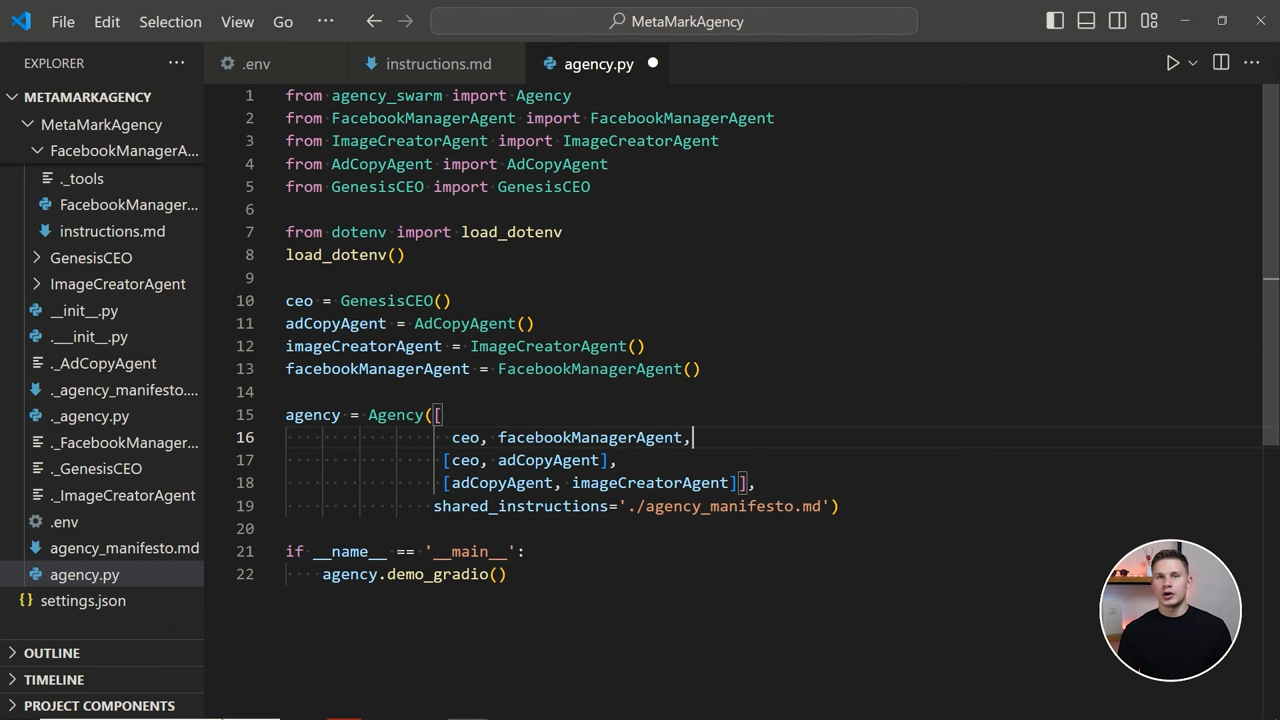 File Edit Selection View Go ··· MetaMarkAgency
EXPLORER ···
METAMARKAGENCY
MetaMarkAgency
FacebookManagerA...
._tools
FacebookManager...
instructions.md
GenesisCEO
ImageCreatorAgent
__init__.py
.___init__.py
._AdCopyAgent
._agency_manifesto....
._agency.py
._FacebookManager...
._GenesisCEO
._ImageCreatorAgent
.env
agency_manifesto.md
agency.py
settings.json
OUTLINE
TIMELINE
PROJECT COMPONENTS
.env instructions.md agency.py
1 from agency_swarm import Agency
2 from FacebookManagerAgent import FacebookManagerAgent
3 from ImageCreatorAgent import ImageCreatorAgent
4 from AdCopyAgent import AdCopyAgent
5 from GenesisCEO import GenesisCEO
6
7 from dotenv import load_dotenv
8 load_dotenv()
9
10 ceo = GenesisCEO()
11 adCopyAgent = AdCopyAgent()
12 imageCreatorAgent = ImageCreatorAgent()
13 facebookManagerAgent = FacebookManagerAgent()
14
15 agency = Agency([
16 ceo, facebookManagerAgent,
17 [ceo, adCopyAgent],
18 [adCopyAgent, imageCreatorAgent]],
19 shared_instructions='./agency_manifesto.md')
20
21 if __name__ == '__main__':
22 agency.demo_gradio()